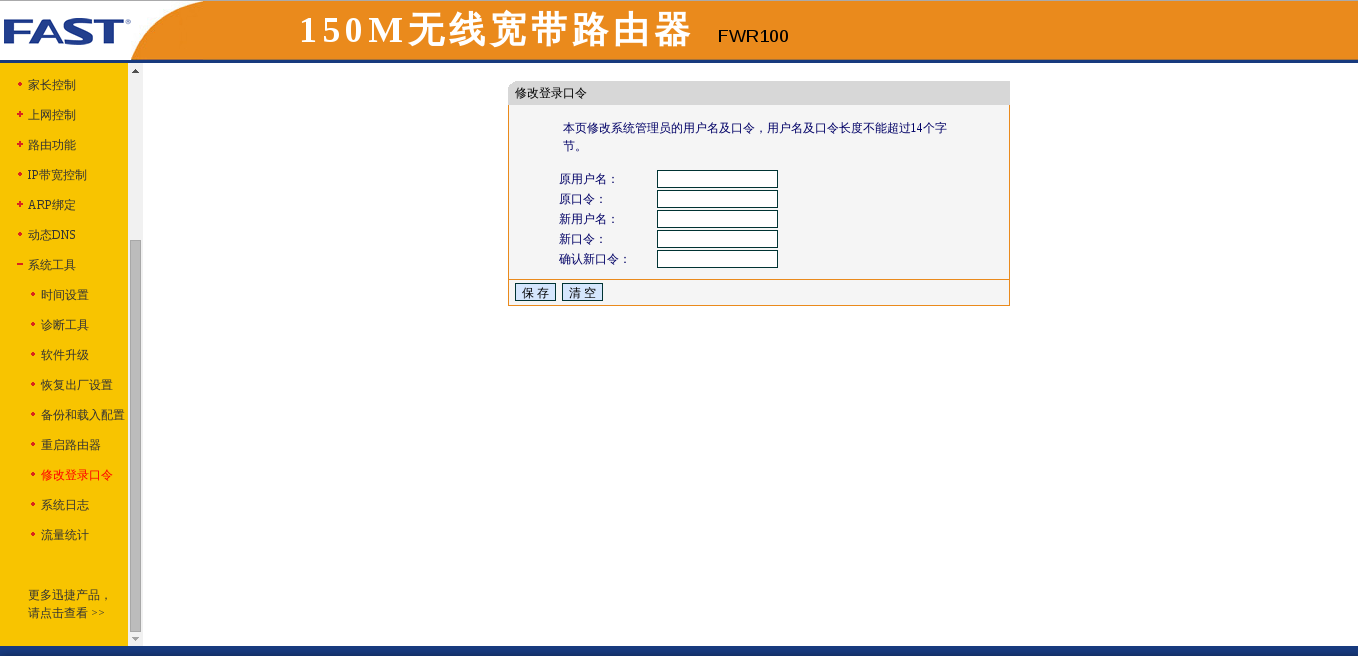 FAST®
150M无线宽带路由器 FWR100
家长控制
上网控制
路由功能
IP带宽控制
ARP绑定
动态DNS
系统工具
时间设置
诊断工具
软件升级
恢复出厂设置
备份和载入配置
重启路由器
修改登录口令
系统日志
流量统计
更多迅捷产品，
请点击查看 >>
修改登录口令
本页修改系统管理员的用户名及口令，用户名及口令长度不能超过14个字
节。
原用户名：
原口令：
新用户名：
新口令：
确认新口令：
保 存 清 空